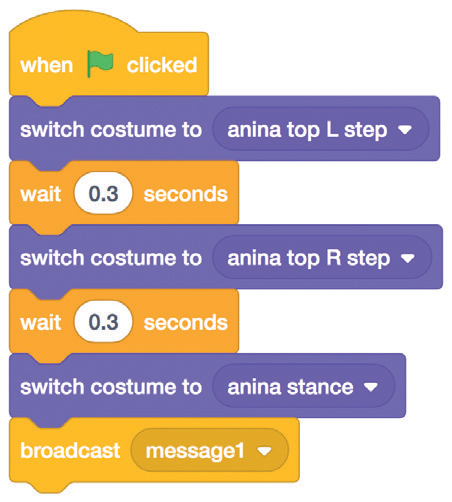 when clicked
switch costume to anina top L step
wait 0.3 seconds
switch costume to anina top R step
wait 0.3 seconds
switch costume to anina stance
broadcast message1